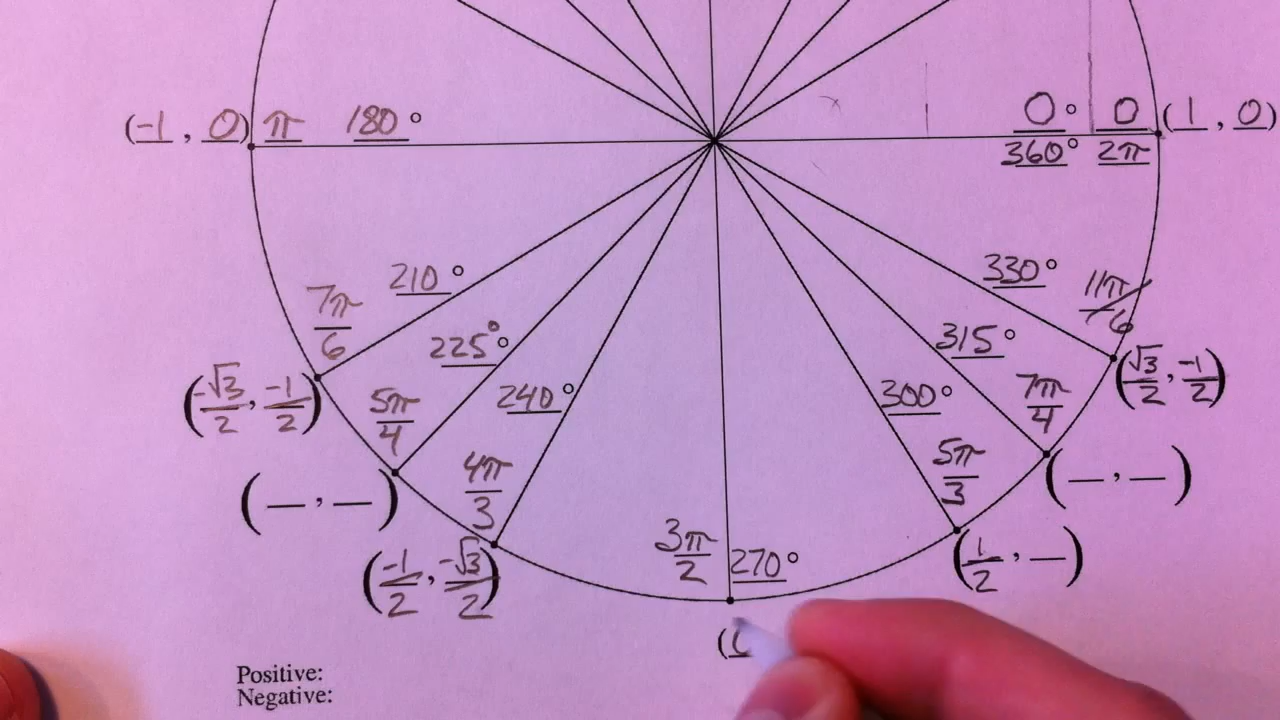 (-1, 0) π 180° 0° 0 (1, 0)
360° 2π
210° 330°
7π/6 11π/6
225° 315°
(-√3/2, -1/2) (√3/2, -1/2)
240° 300°
5π/4 7π/4
4π/3 5π/3
(_, _) (_, _)
3π/2 270°
(-1/2, -√3/2) (1/2, _)
(
Positive:
Negative: